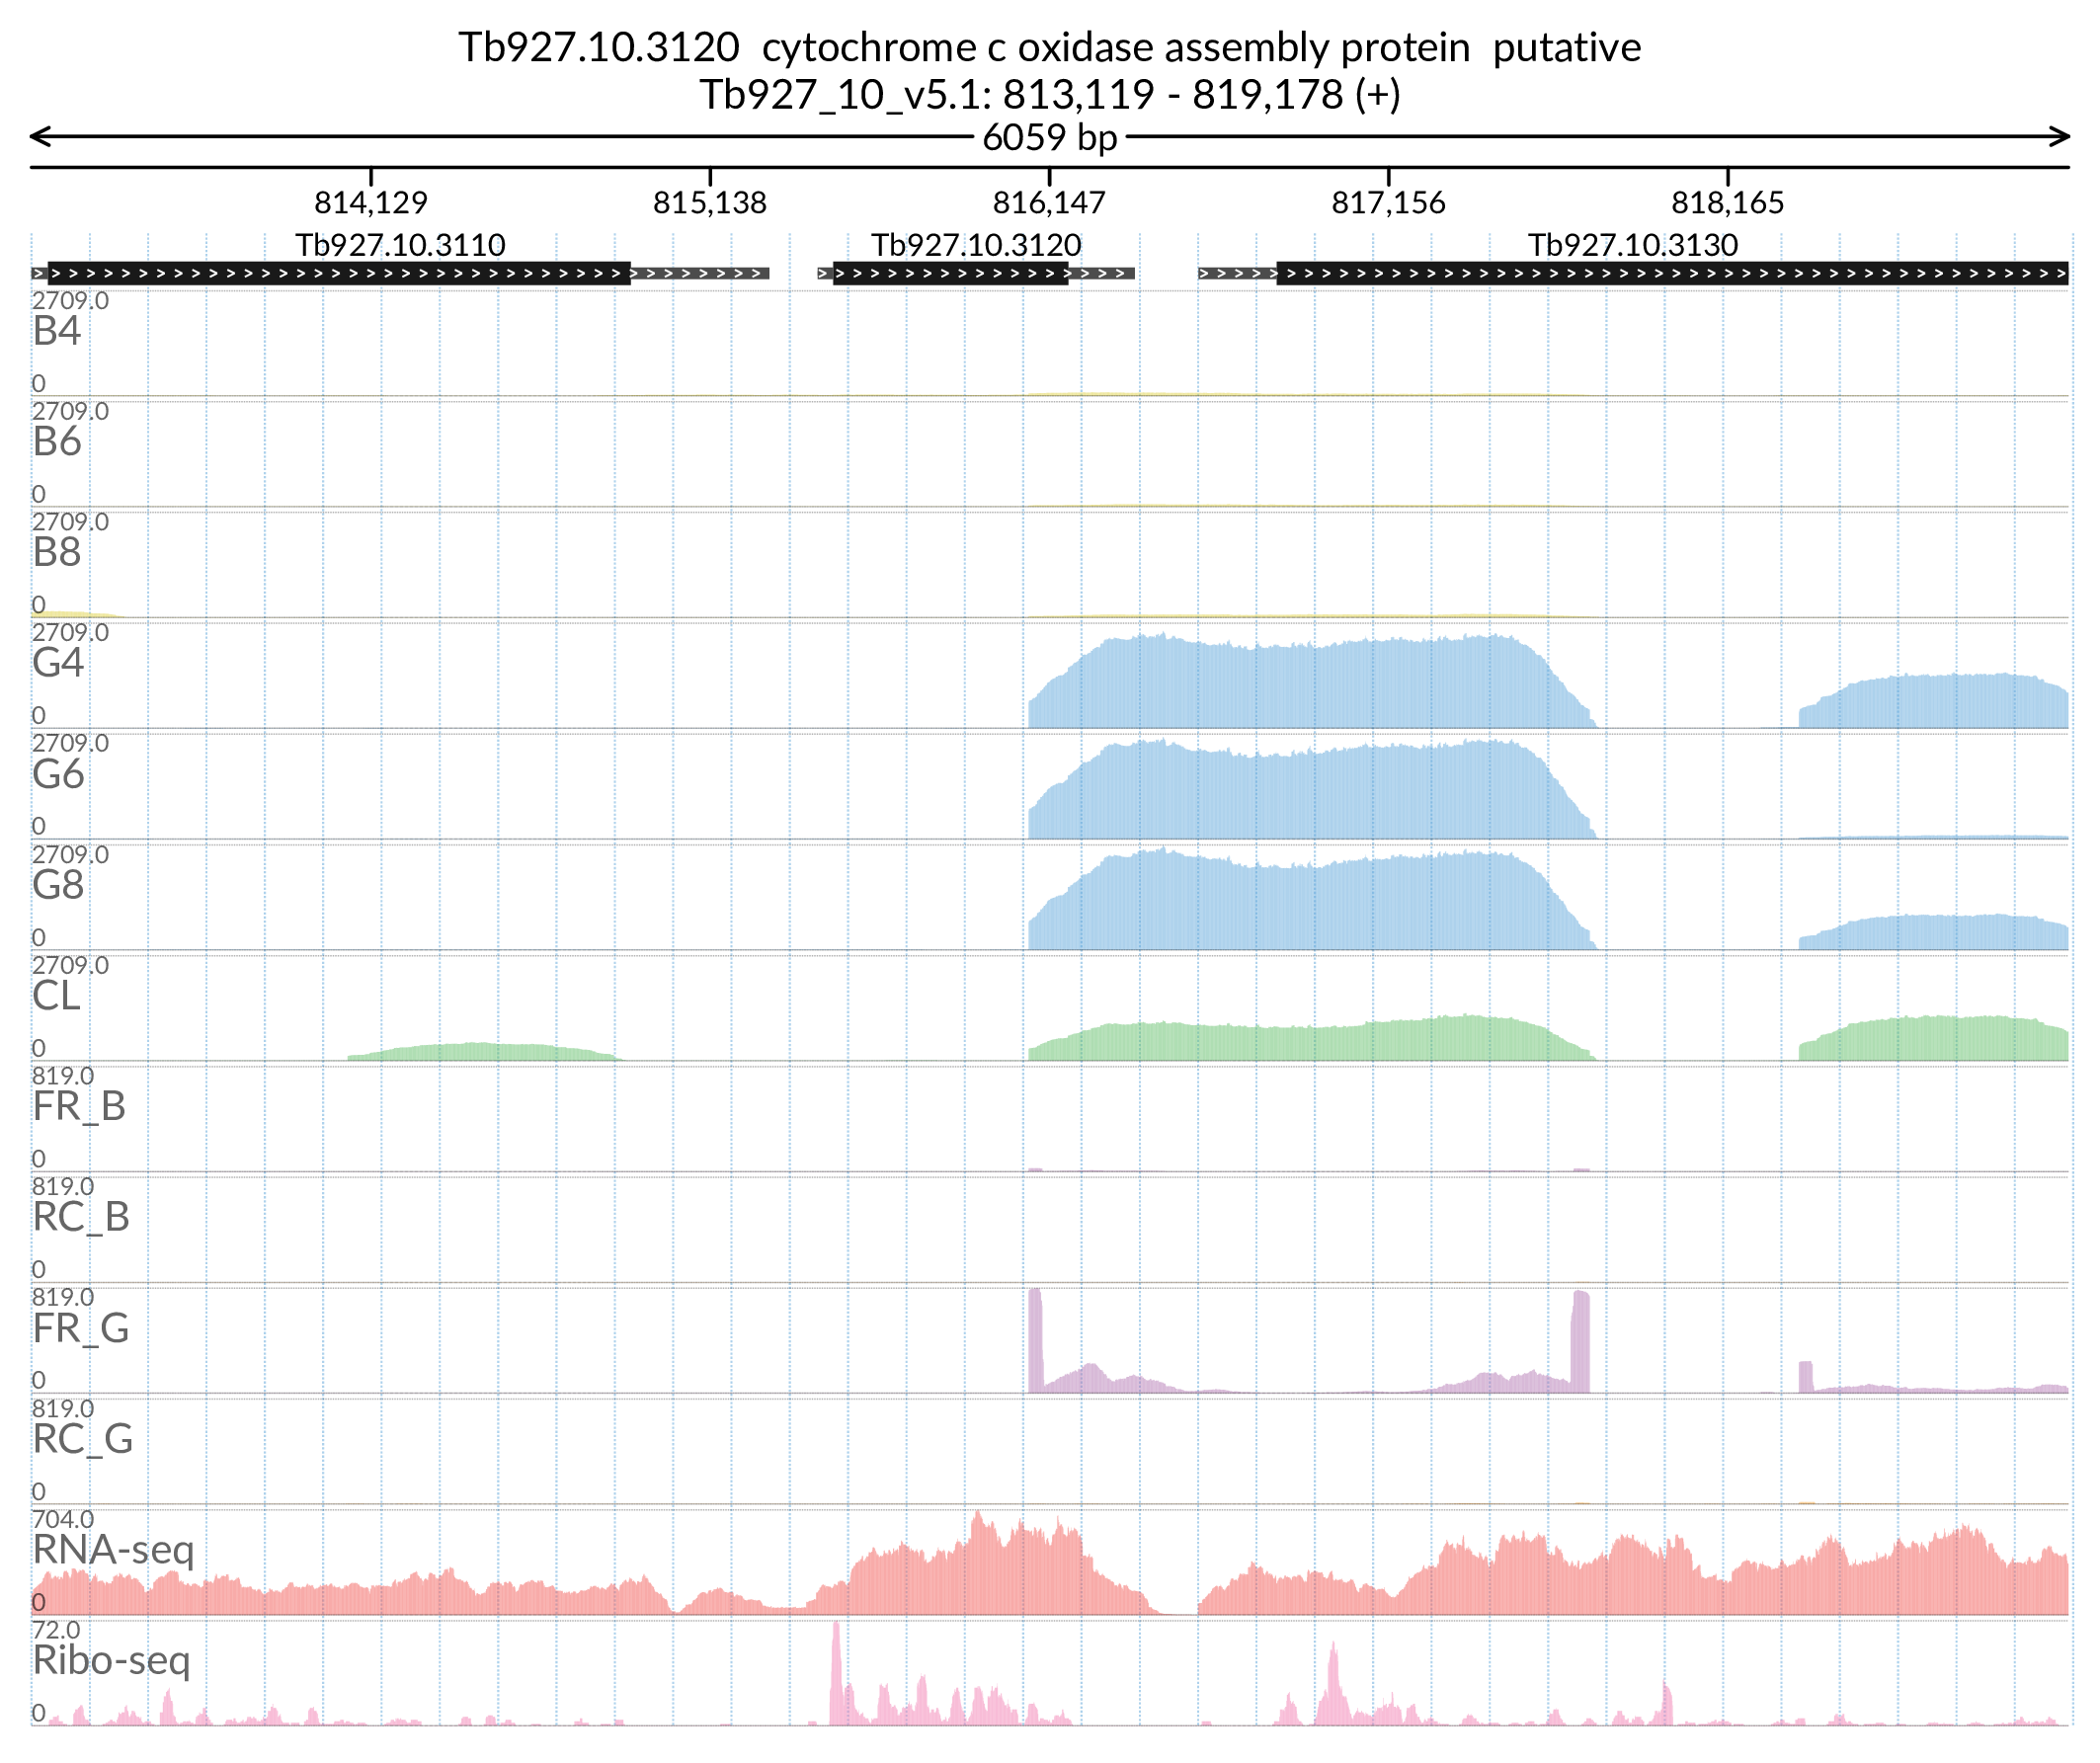 Tb927.10.3120  cytochrome c oxidase assembly protein  putative
Tb927_10_v5.1: 813,119 - 819,178 (+)
6059 bp
814,129 815,138 816,147 817,156 818,165
Tb927.10.3110 Tb927.10.3120 Tb927.10.3130
2709.0
B4
0
2709.0
B6
0
2709.0
B8
0
2709.0
G4
0
2709.0
G6
0
2709.0
G8
0
2709.0
CL
0
819.0
FR_B
0
819.0
RC_B
0
819.0
FR_G
0
819.0
RC_G
0
704.0
RNA-seq
0
72.0
Ribo-seq
0